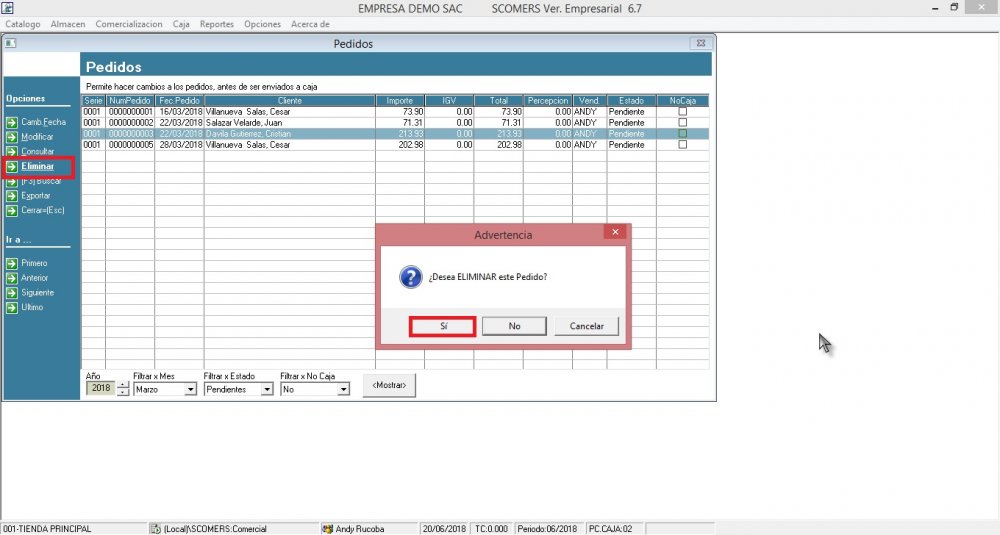 EMPRESA DEMO SAC SCOMERS Ver. Empresarial 6.7
Catalogo Almacen Comercialización Caja Reportes Opciones Acerca de
Pedidos
Pedidos
Permite hacer cambios a los pedidos, antes de ser enviados a caja
Opciones
Camb.Fecha
Modificar
Consultar
Eliminar
(F3) Buscar
Exportar
Cerrar=(Esc)
Ir a ...
Primero
Anterior
Siguiente
Ultimo
Serie NumPedido Fec.Pedido Cliente Importe IGV Total Percepcion Vend. Estado NoCaja
0001 0000000001 16/03/2018 Villanueva Salas, Cesar 73.90 0.00 73.90 0.00 ANDY Pendiente
0001 0000000002 22/03/2018 Salazar Velarde, Juan 71.31 0.00 71.31 0.00 ANDY Pendiente
0001 0000000003 22/03/2018 Davila Gutierrez, Cristian 213.93 0.00 213.93 0.00 ANDY Pendiente
0001 0000000005 28/03/2018 Villanueva Salas, Cesar 202.98 0.00 202.98 0.00 ANDY Pendiente
Advertencia
¿Desea ELIMINAR este Pedido?
Sí No Cancelar
Año Filtrar x Mes Filtrar x Estado Filtrar x No Caja
2018 Marzo Pendientes No <Mostrar>
001-TIENDA PRINCIPAL (Local)\SCOMERS:Comercial Andy Rucoba 20/06/2018 TC:0.000 Periodo:06/2018 PC.CAJA:02